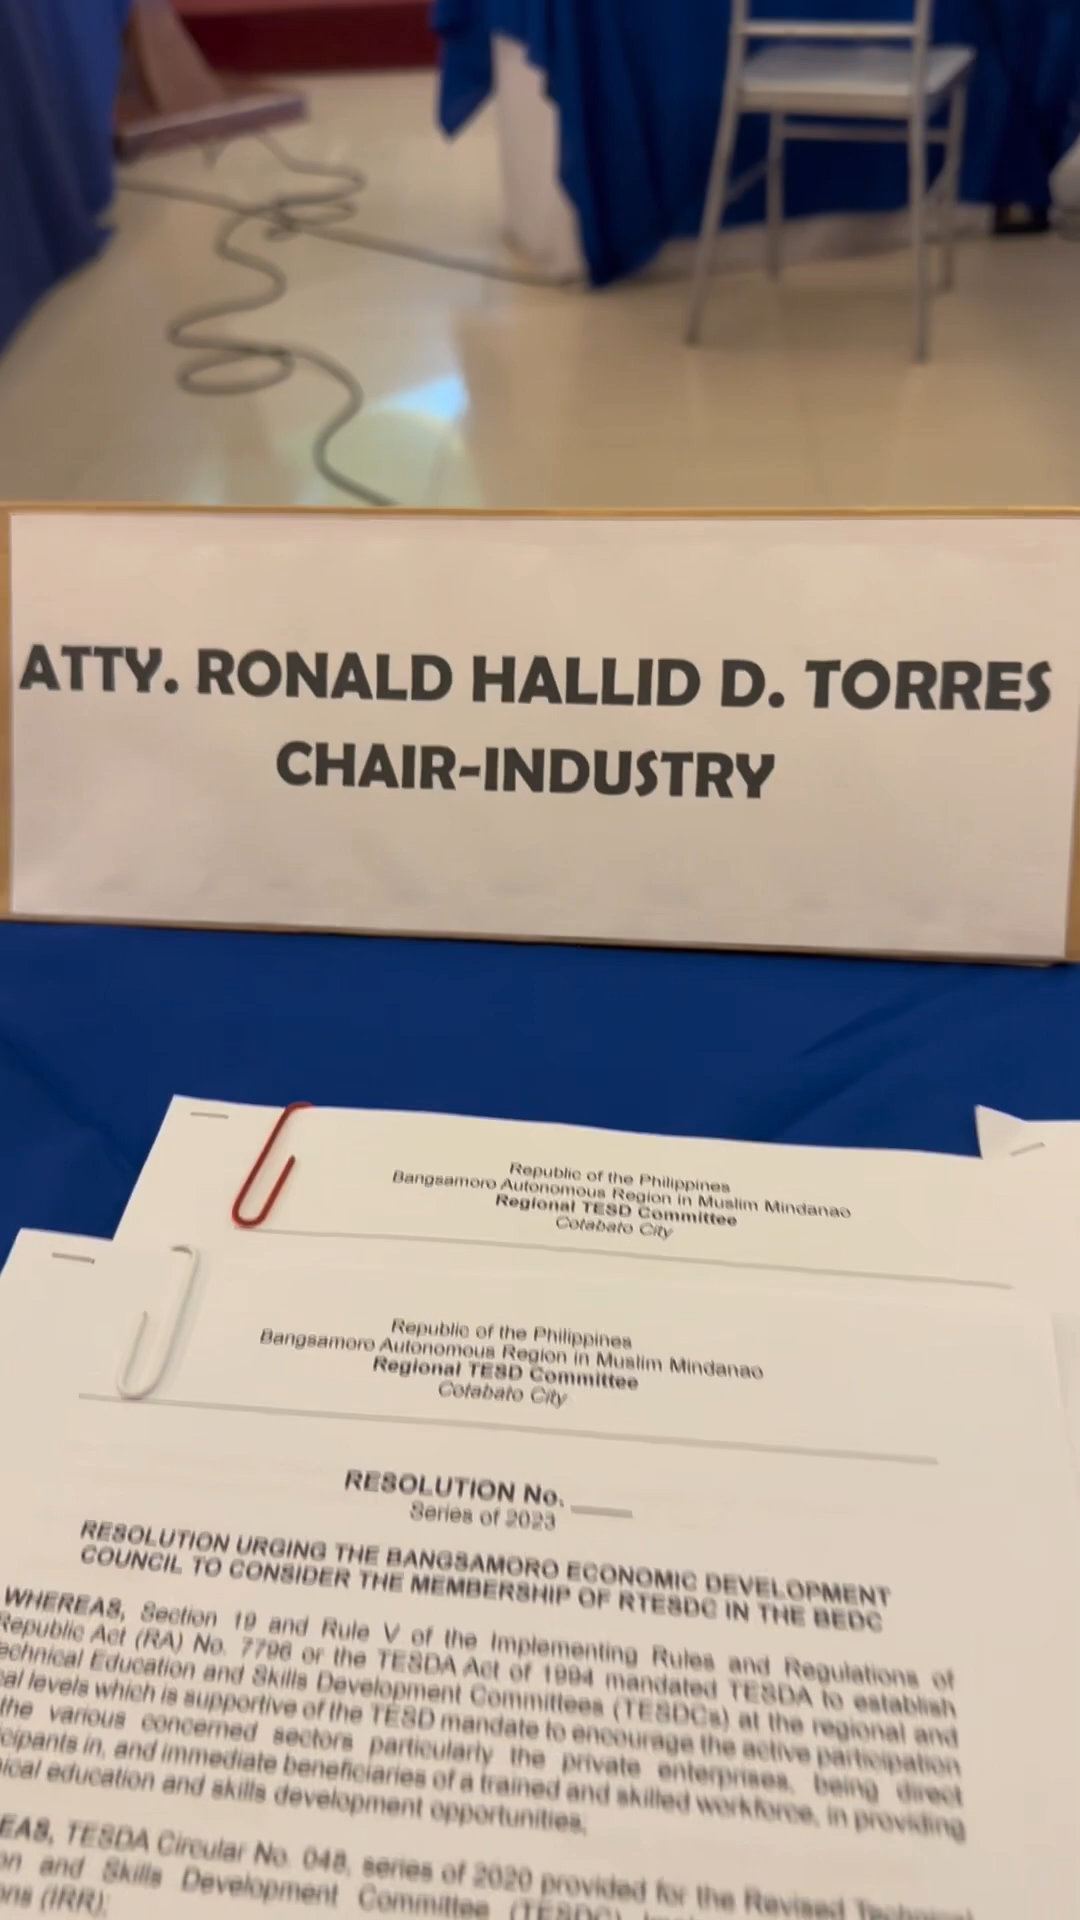 ATTY. RONALD HALLID D. TORRES
CHAIR-INDUSTRY
Republic of the Philippines
Bangsamoro Autonomous Region in Muslim Mindanao
Regional TESD Committee
Cotabato City
Republic of the Philippines
Bangsamoro Autonomous Region in Muslim Mindanao
Regional TESD Committee
Cotabato City
RESOLUTION No. ____
Series of 2023
RESOLUTION URGING THE BANGSAMORO ECONOMIC DEVELOPMENT
COUNCIL TO CONSIDER THE MEMBERSHIP OF RTESDC IN THE BEDC
WHEREAS, Section 19 and Rule V of the Implementing Rules and Regulations of
Republic Act (RA) No. 7796 or the TESDA Act of 1994 mandated TESDA to establish
echnical Education and Skills Development Committees (TESDCs) at the regional and
cal levels which is supportive of the TESD mandate to encourage the active participation
the various concerned sectors particularly the private enterprises, being direct
cipants in, and immediate beneficiaries of a trained and skilled workforce, in providing
ical education and skills development opportunities;
EAS, TESDA Circular No. 048, series of 2020 provided for the Revised Technical
on and Skills Development Committee (TESDC)
ons (IRR);